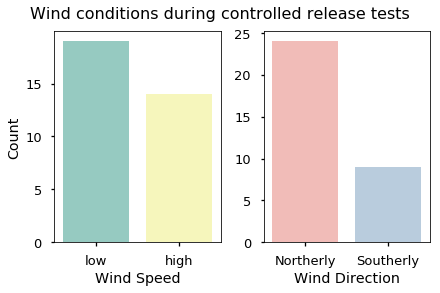 Wind conditions during controlled release tests
Count
15
10
5
0
low
high
Wind Speed
25
20
15
10
5
0
Northerly
Southerly
Wind Direction